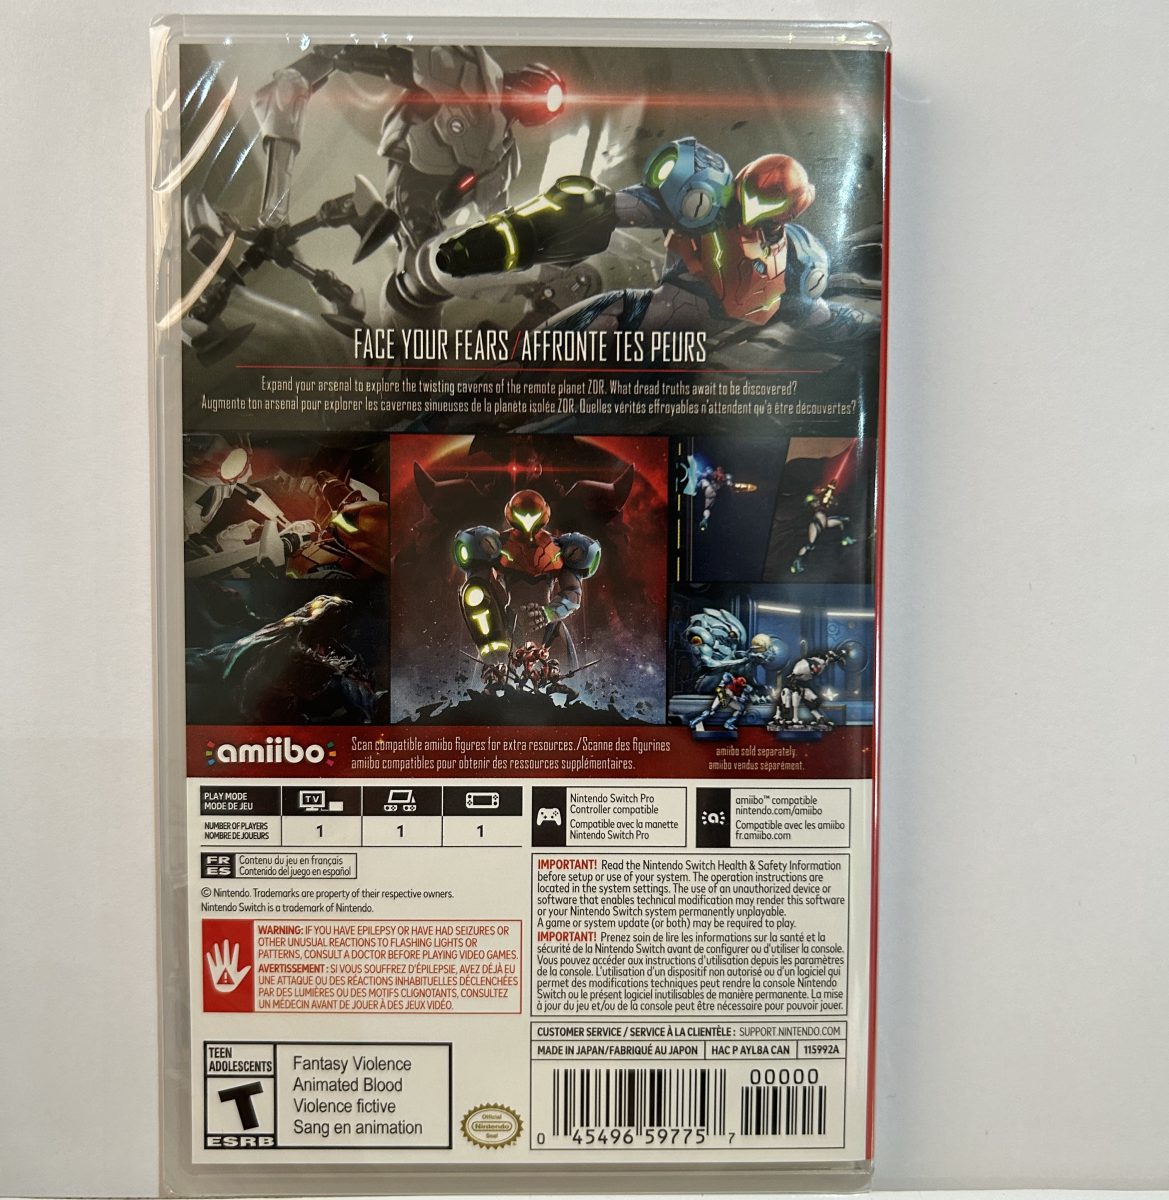 FACE YOUR FEARS/AFFRONTE TES PEURS
Expand your arsenal to explore the twisting caverns of the remote planet ZDR. What dread truths await to be discovered?
Augmente ton arsenal pour explorer les cavernes sinueuses de la planète isolée ZDR. Quelles vérités effroyables n'attendent qu'à être découvertes?
amiibo
Scan compatible amiibo figures for extra resources./Scanne des figurines
amiibo compatibles pour obtenir des ressources supplémentaires.
amiibo sold separately.
amiibo vendus séparément.
PLAY MODE
MODE DE JEU
TV
NUMBER OF PLAYERS
NOMBRE DE JOUEURS
1 1 1
Nintendo Switch Pro
Controller compatible
Compatible avec la manette
Nintendo Switch Pro
amiibo™ compatible
nintendo.com/amiibo
Compatible avec les amiibo
fr.amiibo.com
FR Contenu du jeu en français
ES Contenido del juego en español
© Nintendo. Trademarks are property of their respective owners.
Nintendo Switch is a trademark of Nintendo.
WARNING: IF YOU HAVE EPILEPSY OR HAVE HAD SEIZURES OR
OTHER UNUSUAL REACTIONS TO FLASHING LIGHTS OR
PATTERNS, CONSULT A DOCTOR BEFORE PLAYING VIDEO GAMES.
AVERTISSEMENT : SI VOUS SOUFFREZ D'ÉPILEPSIE, AVEZ DÉJÀ EU
UNE ATTAQUE OU DES RÉACTIONS INHABITUELLES DÉCLENCHÉES
PAR DES LUMIÈRES OU DES MOTIFS CLIGNOTANTS, CONSULTEZ
UN MÉDECIN AVANT DE JOUER À DES JEUX VIDÉO.
IMPORTANT! Read the Nintendo Switch Health & Safety Information
before setup or use of your system. The operation instructions are
located in the system settings. The use of an unauthorized device or
software that enables technical modification may render this software
or your Nintendo Switch system permanently unplayable.
A game or system update (or both) may be required to play.
IMPORTANT! Prenez soin de lire les informations sur la santé et la
sécurité de la Nintendo Switch avant de configurer ou d'utiliser la console.
Vous pouvez accéder aux instructions d'utilisation depuis les paramètres
de la console. L'utilisation d'un dispositif non autorisé ou d'un logiciel qui
permet des modifications techniques peut rendre la console Nintendo
Switch ou le présent logiciel inutilisables de manière permanente. La mise
à jour du jeu et/ou de la console peut être nécessaire pour pouvoir jouer.
CUSTOMER SERVICE / SERVICE À LA CLIENTÈLE : SUPPORT.NINTENDO.COM
MADE IN JAPAN/FABRIQUÉ AU JAPON HAC P AYL8A CAN 115992A
TEEN
ADOLESCENTS
T
ESRB
Fantasy Violence
Animated Blood
Violence fictive
Sang en animation
Official
Nintendo
Seal
00000
0 45496 59775 7